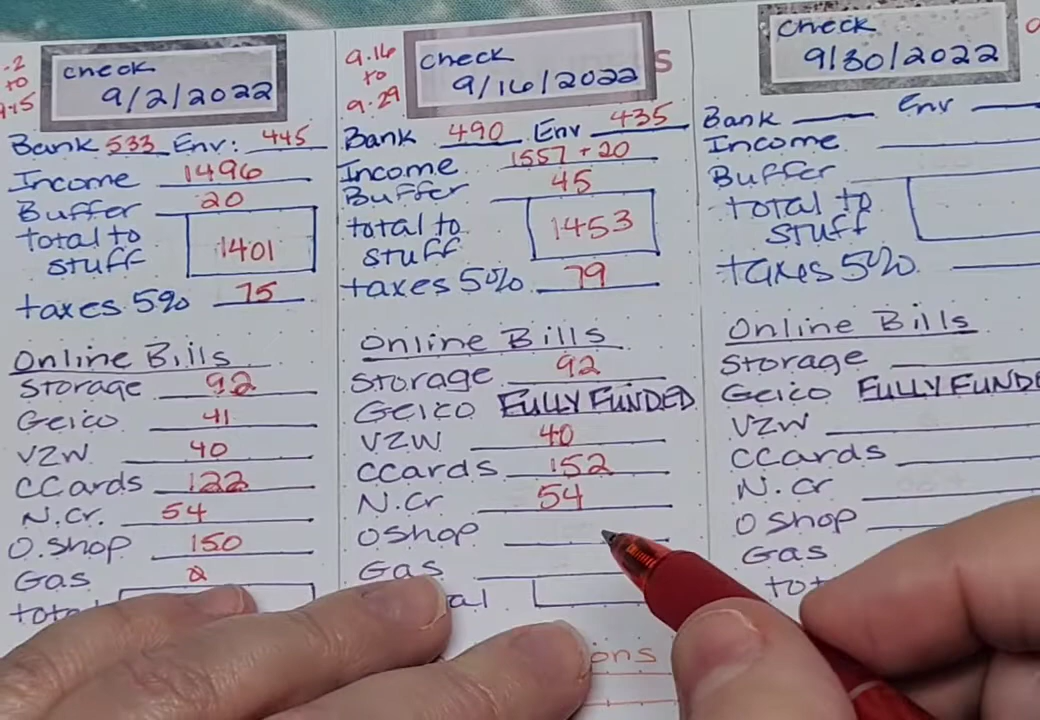 .2
to
check
9/2/2022
Bank 533 Env: 445
Income 1496
Buffer 20
total to
stuff 1401
taxes 5% 75
Online Bills
Storage 92
Geico 41
VZW 40
CCards 122
N.Cr. 54
O.Shop 150
Gas
9.16
to
9.29
check
9/16/2022
S
Bank 490 Env 435
Income 1557 + 20
Buffer 45
total to
stuff 1453
taxes 5% 79
Online Bills
Storage 92
Geico FULLY FUNDED
VZW 40
CCards 152
N.Cr 54
O Shop
Gas
al
ons
check
9/30/2022
Bank Env
Income
Buffer
total to
stuff
taxes 5%
Online Bills
Storage
Geico FULLY FUNDE
VZW
CCards
N.Cr
O Shop
Gas
tot